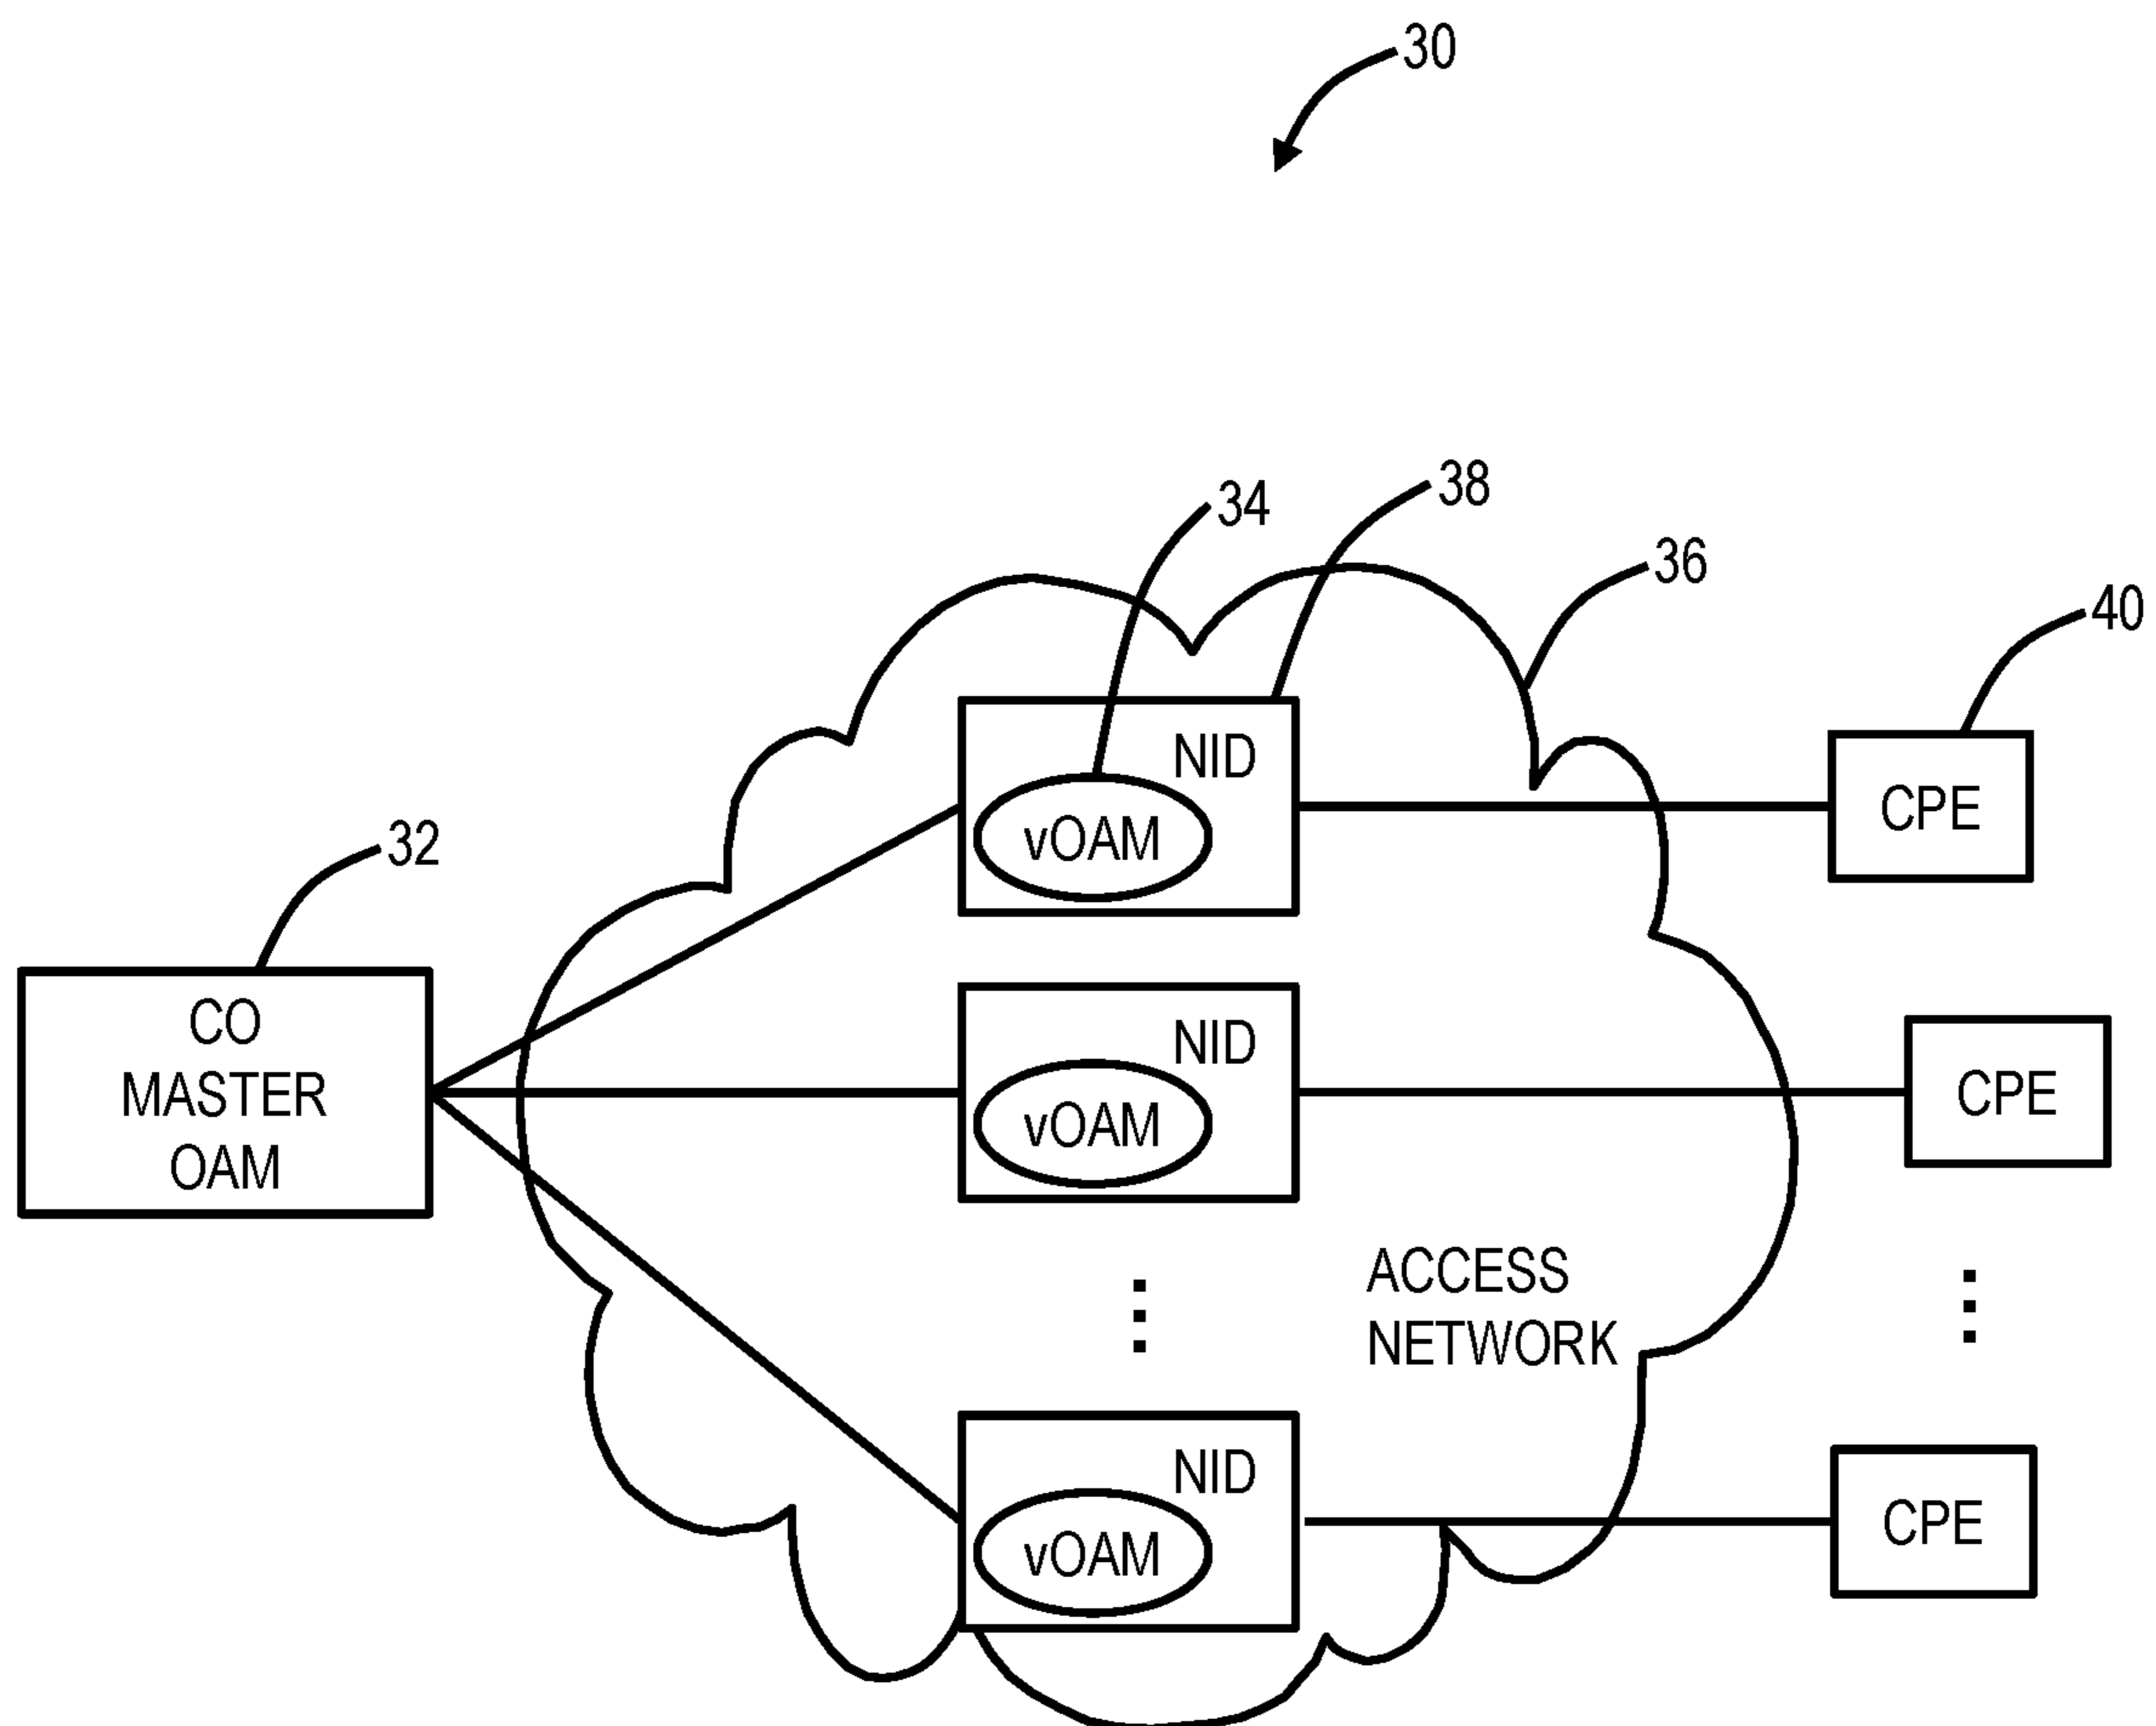 30
34
38
36
40
NID
vOAM
CPE
32
CO
MASTER
OAM
NID
vOAM
CPE
ACCESS
NETWORK
NID
vOAM
CPE